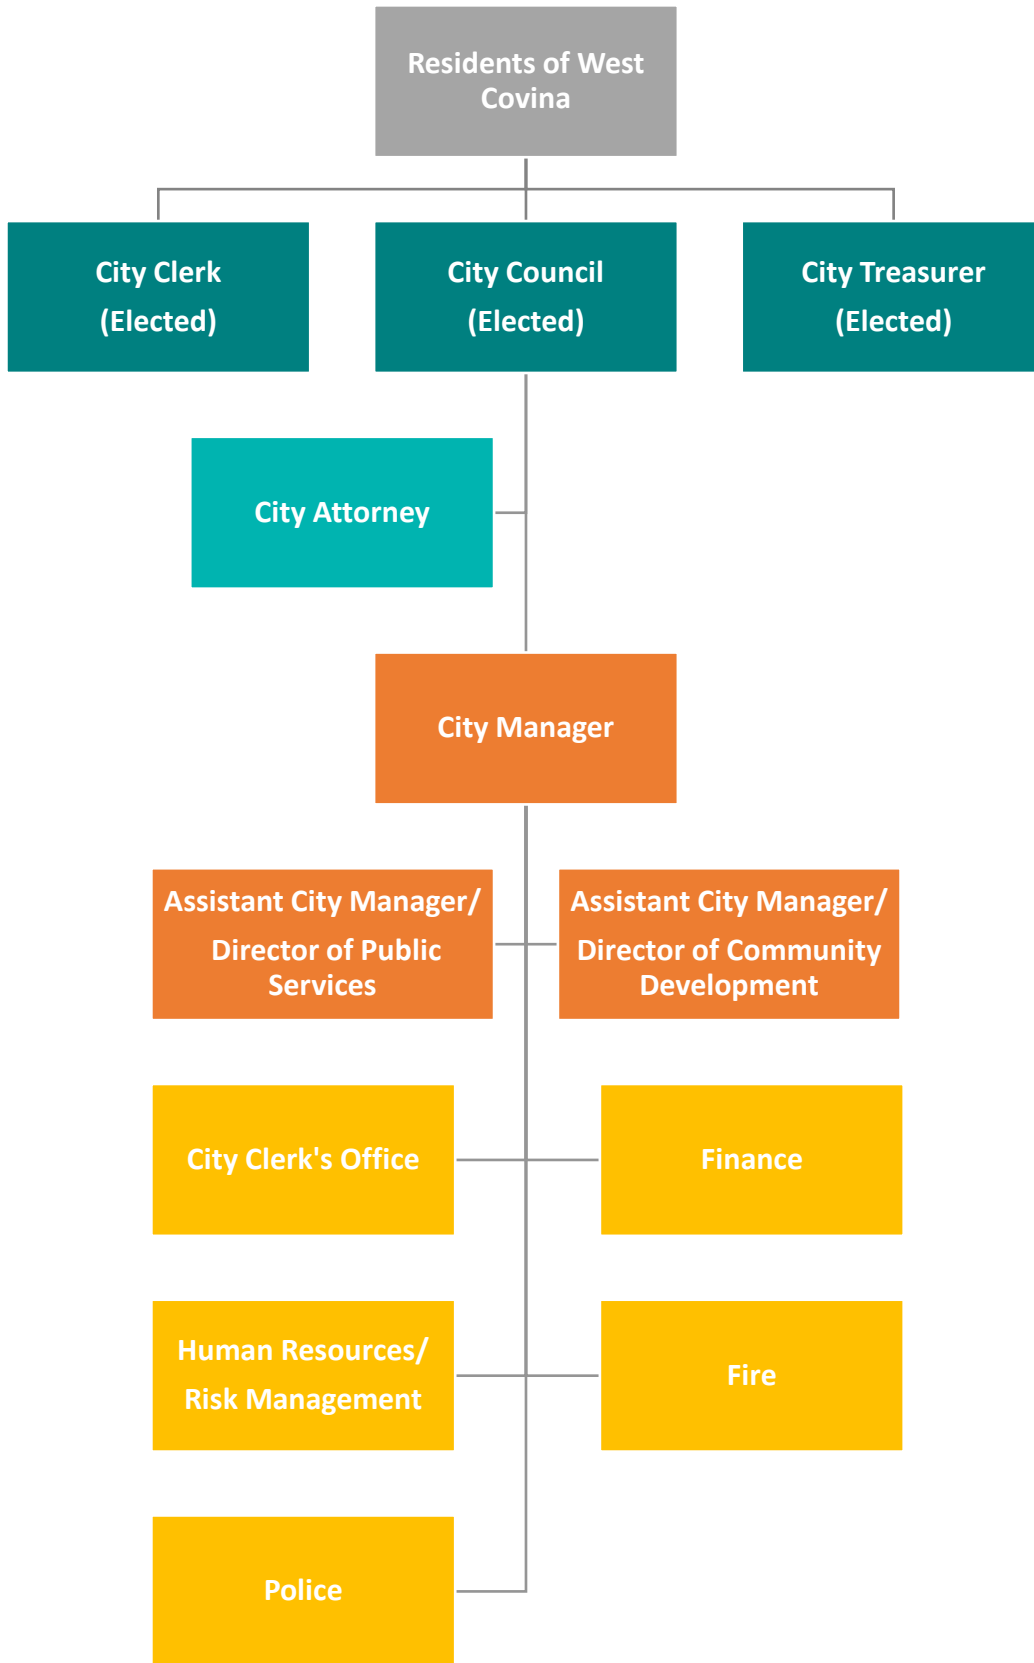 Residents of West
Covina
City Clerk
(Elected)
City Council
(Elected)
City Treasurer
(Elected)
City Attorney
City Manager
Assistant City Manager/
Director of Public
Services
Assistant City Manager/
Director of Community
Development
City Clerk's Office
Finance
Human Resources/
Risk Management
Fire
Police